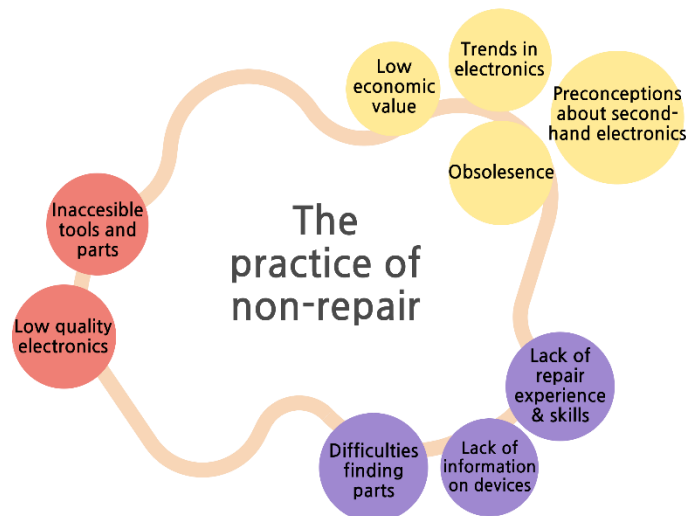 Trends in
electronics
Low
economic
value
Preconceptions
about second-
hand electronics
Obsolesence
Inaccesible
tools and
parts
The
practice of
non-repair
Low quality
electronics
Lack of
repair
experience
& skills
Difficulties
finding
parts
Lack of
information
on devices